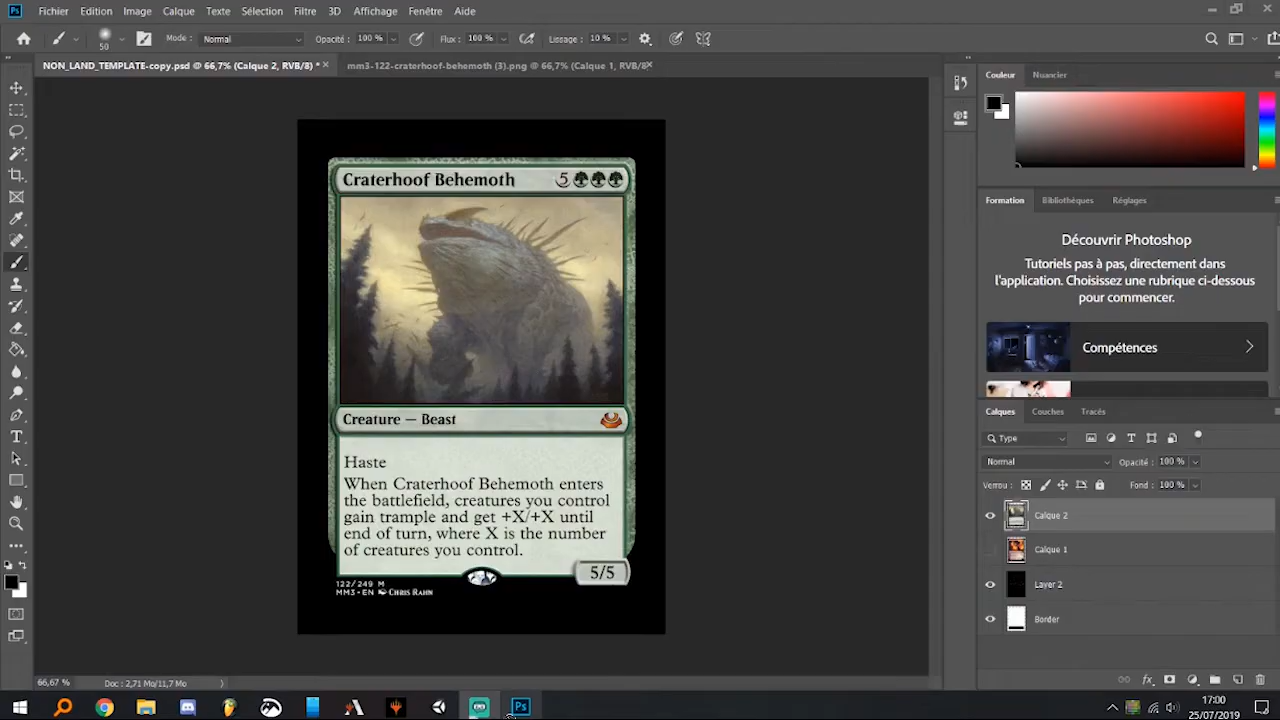 Ps Fichier Edition Image Calque Texte Sélection Filtre 3D Affichage Fenêtre Aide
50 Mode : Normal Opacité : 100 % Flux : 100 % Lissage : 10 %
NON_LAND_TEMPLATE-copy.psd @ 66,7% (Calque 2, RVB/8) * × mm3-122-craterhoof-behemoth (3).png @ 66,7% (Calque 1, RVB/8) ×
Couleur Nuancier
Formation Bibliothèques Réglages
Découvrir Photoshop
Tutoriels pas à pas, directement dans
l'application. Choisissez une rubrique ci-dessous
pour commencer.
Compétences
Calques Couches Tracés
Type
Normal Opacité : 100 %
Verrou : Fond : 100 %
Calque 2
Calque 1
Layer 2
Border
Craterhoof Behemoth 5
Creature — Beast
Haste
When Craterhoof Behemoth enters
the battlefield, creatures you control
gain trample and get +X/+X until
end of turn, where X is the number
of creatures you control.
5/5
122/249 M
MM3 • EN Chris Rahn
66,67 % Doc : 2,71 Mo/11,7 Mo
Ps
17:00
25/07/2019